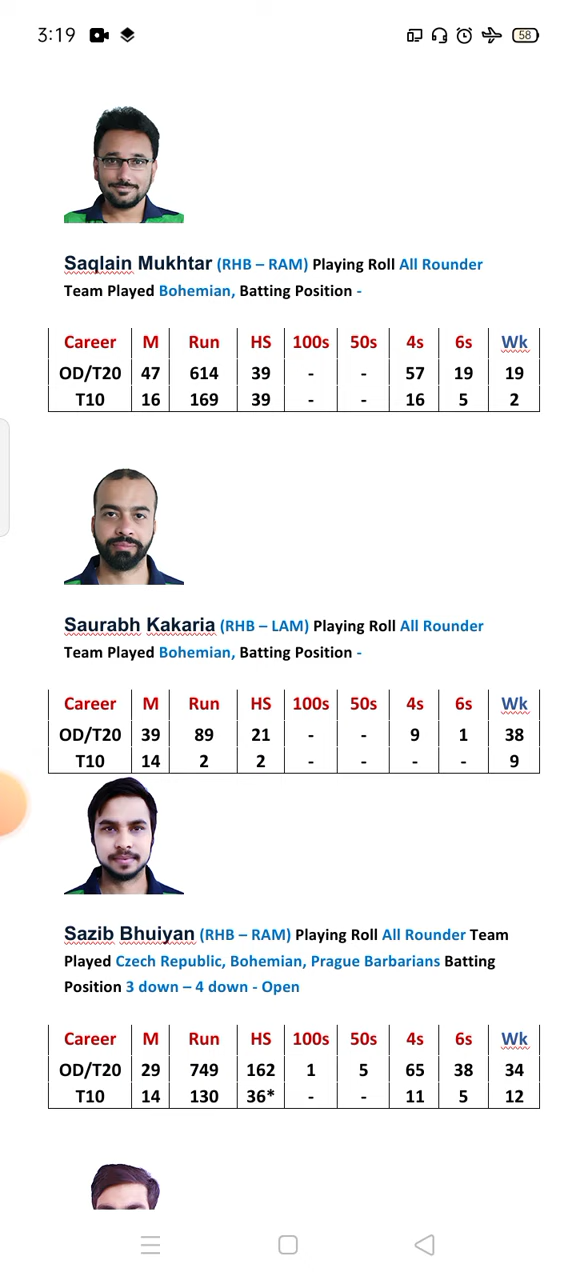 3:19 58
Saqlain Mukhtar (RHB – RAM) Playing Roll All Rounder
Team Played Bohemian, Batting Position -
Career M Run HS 100s 50s 4s 6s Wk
OD/T20 47 614 39 - - 57 19 19
T10 16 169 39 - - 16 5 2
Saurabh Kakaria (RHB – LAM) Playing Roll All Rounder
Team Played Bohemian, Batting Position -
Career M Run HS 100s 50s 4s 6s Wk
OD/T20 39 89 21 - - 9 1 38
T10 14 2 2 - - - - 9
Sazib Bhuiyan (RHB – RAM) Playing Roll All Rounder Team
Played Czech Republic, Bohemian, Prague Barbarians Batting
Position 3 down – 4 down - Open
Career M Run HS 100s 50s 4s 6s Wk
OD/T20 29 749 162 1 5 65 38 34
T10 14 130 36* - - 11 5 12